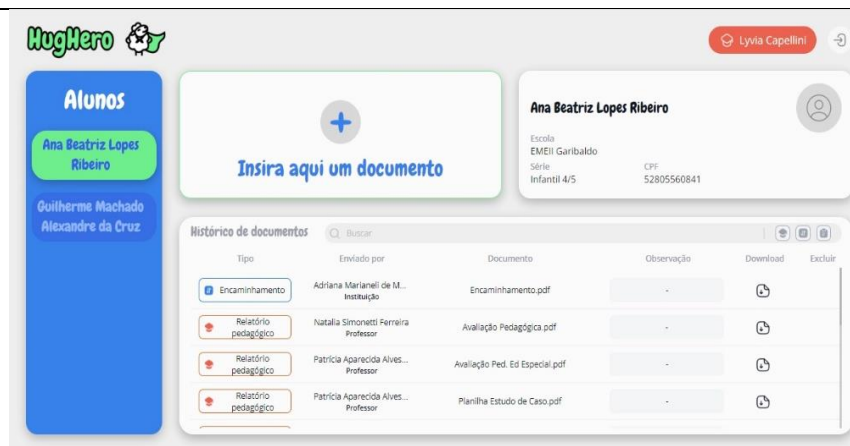 HugHero
Lyvia Capellini
Alunos
Ana Beatriz Lopes
Ribeiro
Guilherme Machado
Alexandre da Cruz
Insira aqui um documento
Ana Beatriz Lopes Ribeiro
Escola
EMEII Garibaldo
Série CPF
Infantil 4/5 52805560841
Histórico de documentos Buscar
Tipo Enviado por Documento Observação Download Excluir
Encaminhamento Adriana Marianeli de M... Encaminhamento.pdf -
Instituição
Relatório pedagógico Natalia Simonetti Ferreira Avaliação Pedagógica.pdf -
Professor
Relatório pedagógico Patrícia Aparecida Alves... Avaliação Ped. Ed Especial.pdf -
Professor
Relatório pedagógico Patrícia Aparecida Alves... Planilha Estudo de Caso.pdf -
Professor